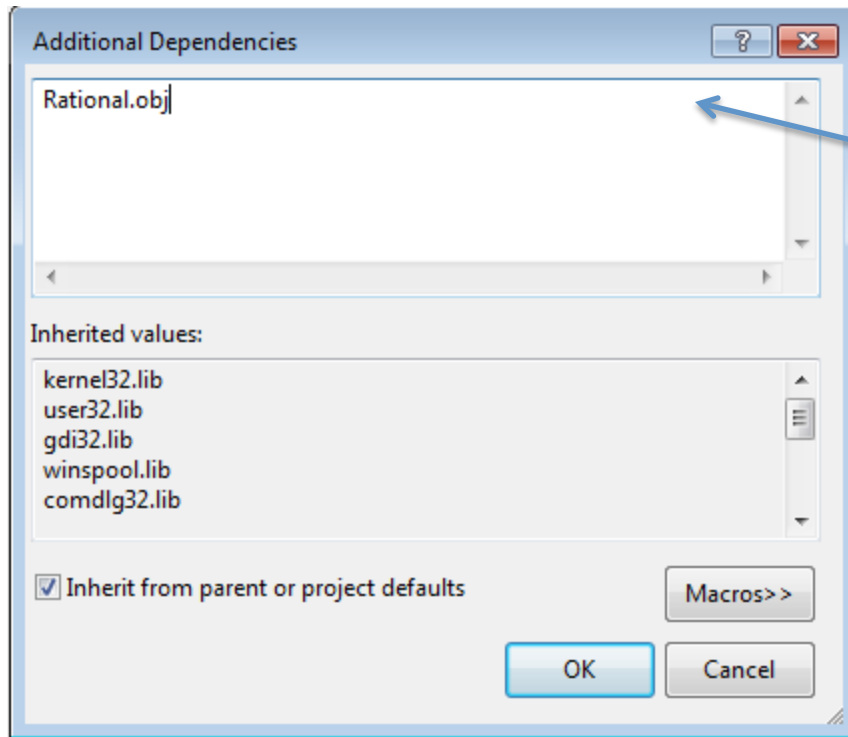 Additional Dependencies
?
Rational.obj
Inherited values:
kernel32.lib
user32.lib
gdi32.lib
winspool.lib
comdlg32.lib
Inherit from parent or project defaults
Macros>>
OK
Cancel